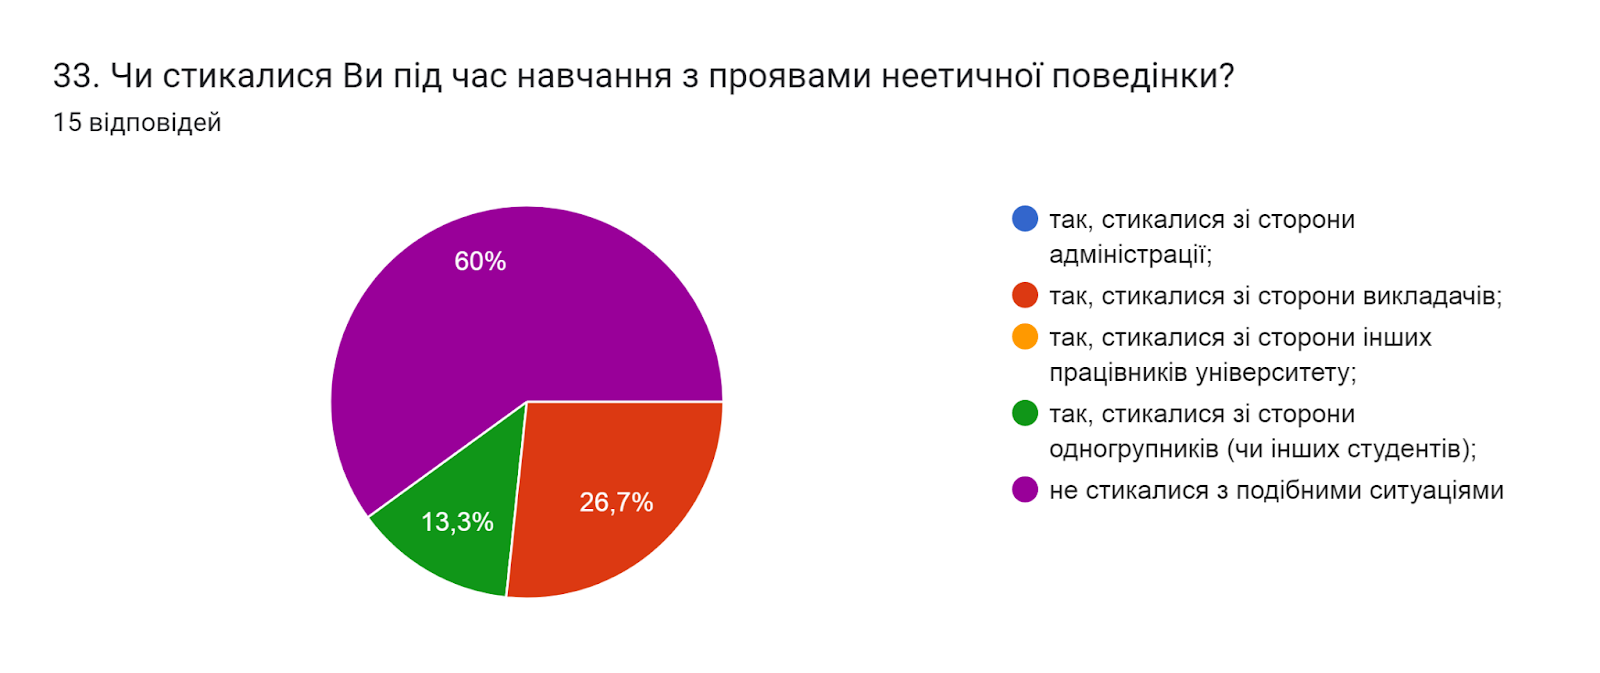 33. Чи стикалися Ви під час навчання з проявами неетичної поведінки?
15 відповідей
60%
13,3%
26,7%
так, стикалися зі сторони
адміністрації;
так, стикалися зі сторони викладачів;
так, стикалися зі сторони інших
працівників університету;
так, стикалися зі сторони
одногрупників (чи інших студентів);
не стикалися з подібними ситуаціями